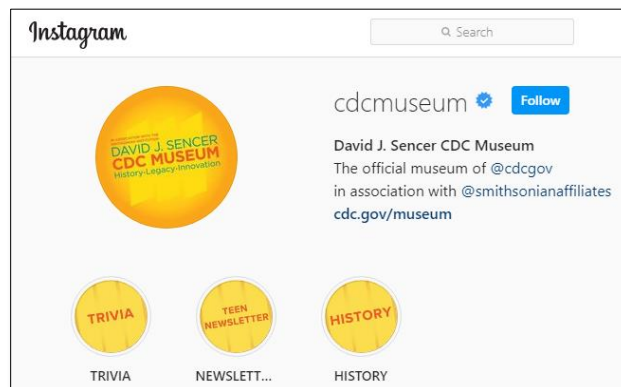 Instagram
Search
cdcmuseum
Follow
DAVID J. SENCER
CDC MUSEUM
History-Legacy-Innovation
David J. Sencer CDC Museum
The official museum of @cdcgov
in association with @smithsonianaffiliates
cdc.gov/museum
TRIVIA
TEEN
NEWSLETTER
HISTORY
TRIVIA
NEWSLETT...
HISTORY